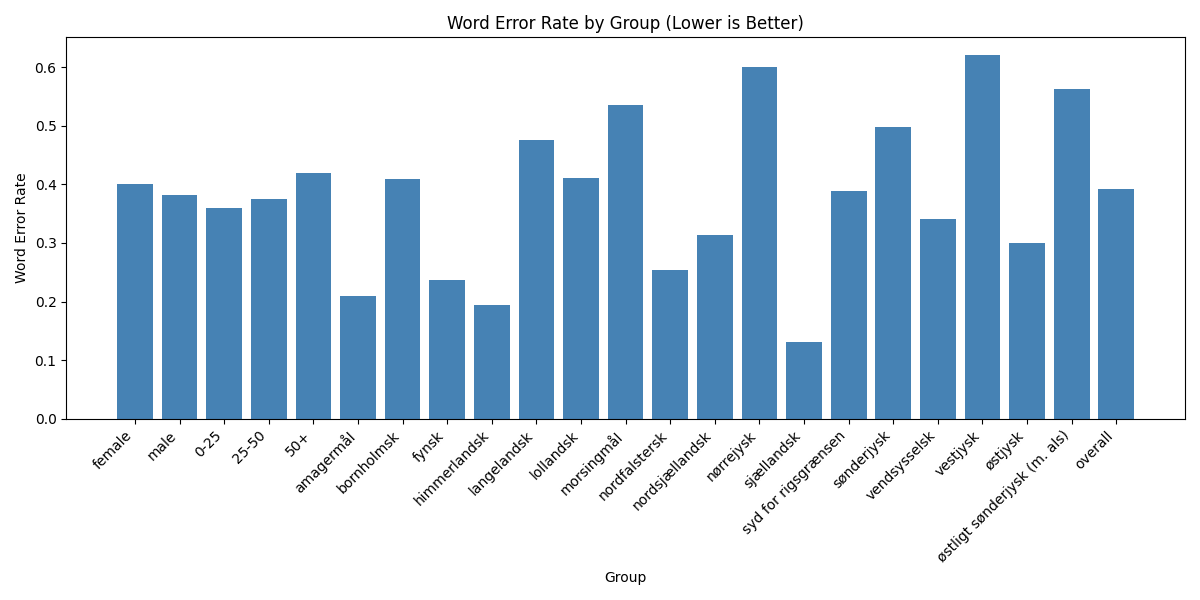 Word Error Rate by Group (Lower is Better)
Word Error Rate
0.6
0.5
0.4
0.3
0.2
0.1
0.0
female
male
0-25
25-50
50+
amagermål
bornholmsk
fynsk
himmerlandsk
langelandsk
lollandsk
morsingmål
nordfalstersk
nordsjællandsk
nørrejysk
sjællandsk
syd for rigsgrænsen
sønderjysk
vendsysselsk
vestjysk
østjysk
østligt sønderjysk (m. als)
overall
Group